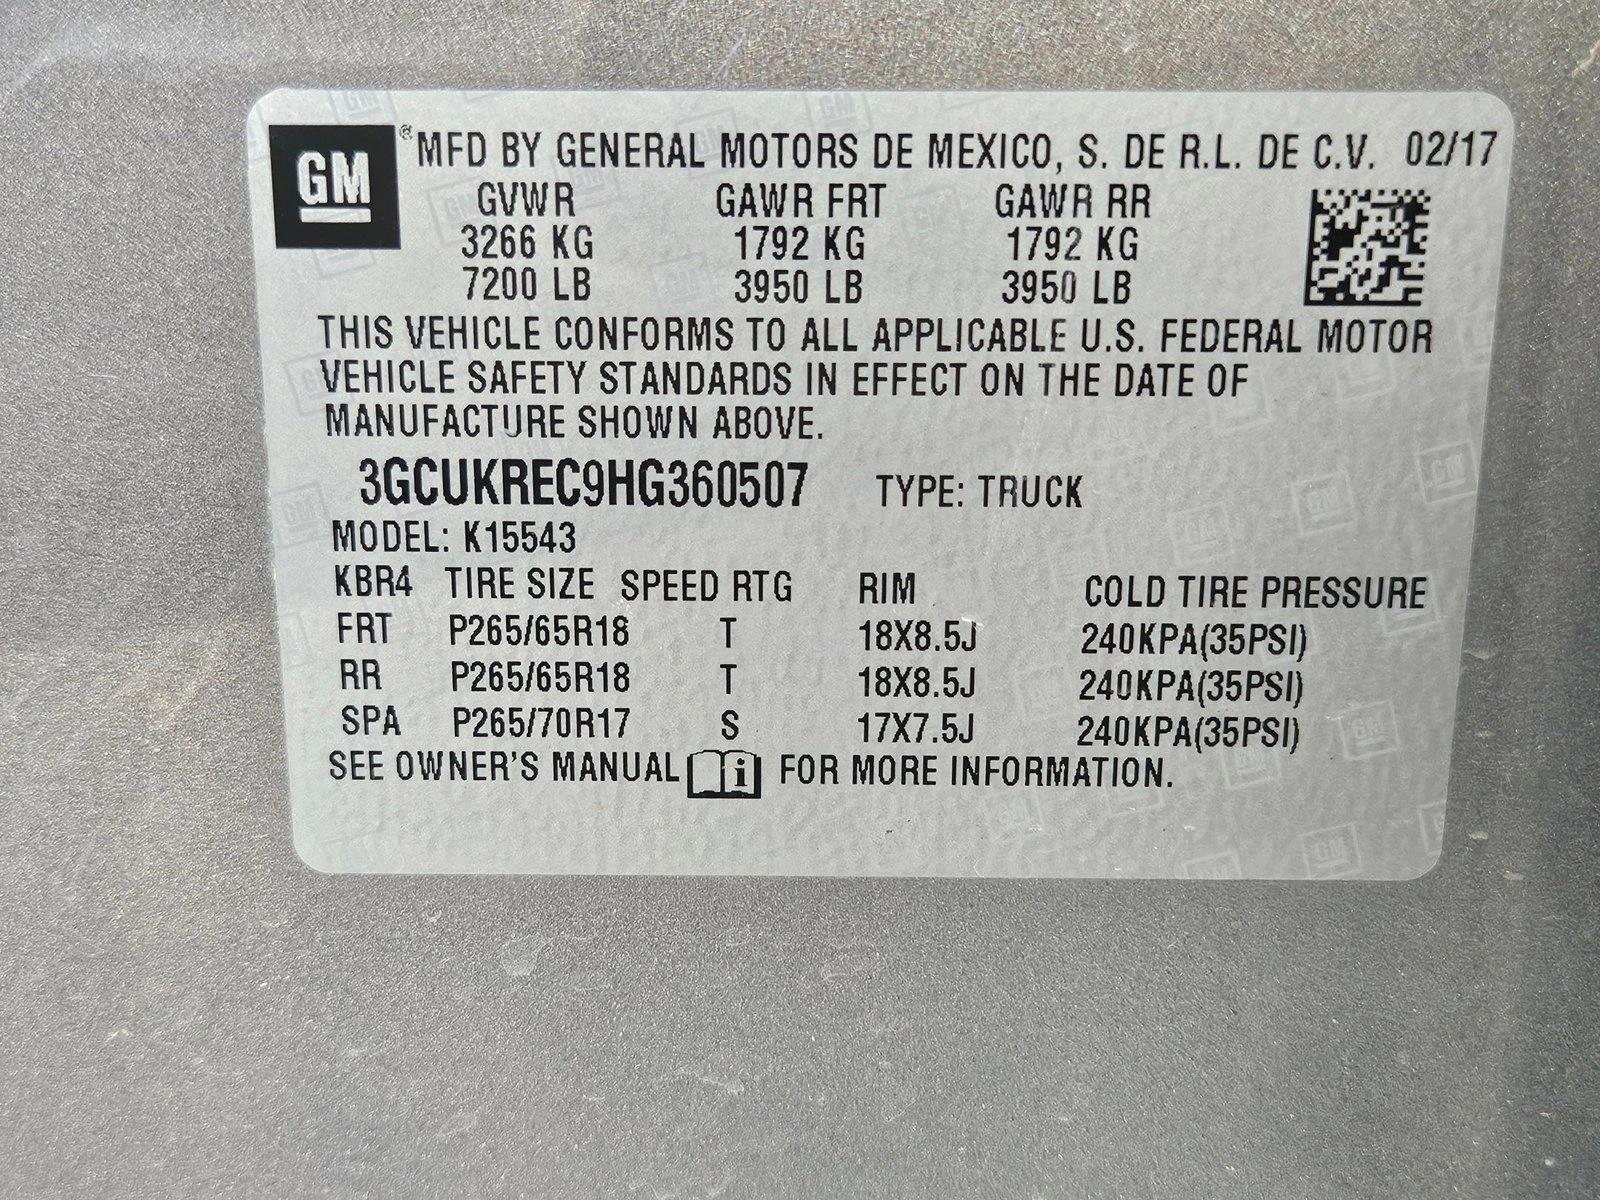 GM ® MFD BY GENERAL MOTORS DE MEXICO, S. DE R.L. DE C.V. 02/17
GVWR GAWR FRT GAWR RR
3266 KG 1792 KG 1792 KG
7200 LB 3950 LB 3950 LB
THIS VEHICLE CONFORMS TO ALL APPLICABLE U.S. FEDERAL MOTOR
VEHICLE SAFETY STANDARDS IN EFFECT ON THE DATE OF
MANUFACTURE SHOWN ABOVE.
3GCUKREC9HG360507 TYPE: TRUCK
MODEL: K15543
KBR4 TIRE SIZE SPEED RTG RIM COLD TIRE PRESSURE
FRT P265/65R18 T 18X8.5J 240KPA(35PSI)
RR P265/65R18 T 18X8.5J 240KPA(35PSI)
SPA P265/70R17 S 17X7.5J 240KPA(35PSI)
SEE OWNER'S MANUAL i FOR MORE INFORMATION.